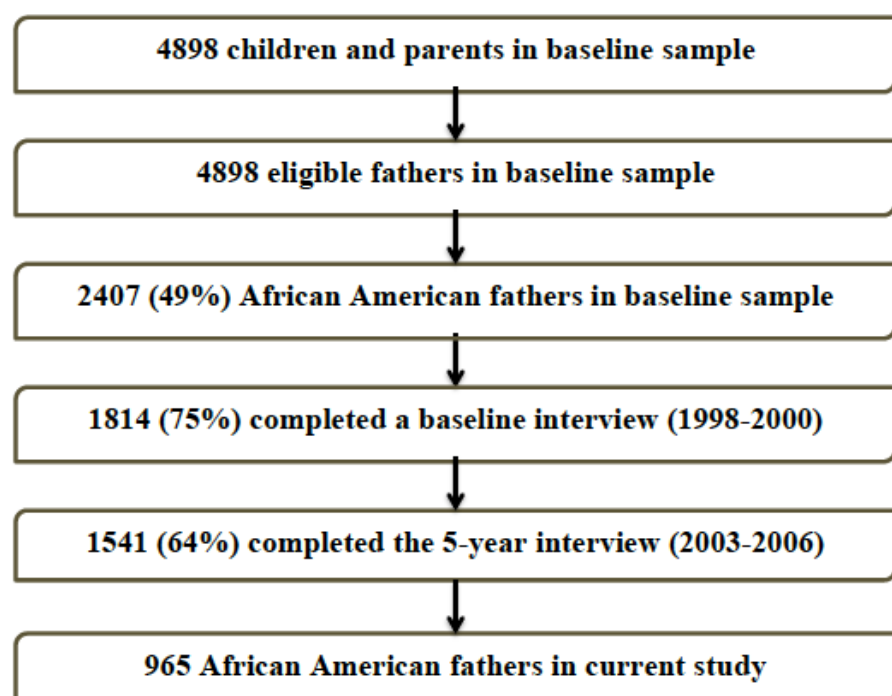 4898 children and parents in baseline sample
4898 eligible fathers in baseline sample
2407 (49%) African American fathers in baseline sample
1814 (75%) completed a baseline interview (1998-2000)
1541 (64%) completed the 5-year interview (2003-2006)
965 African American fathers in current study